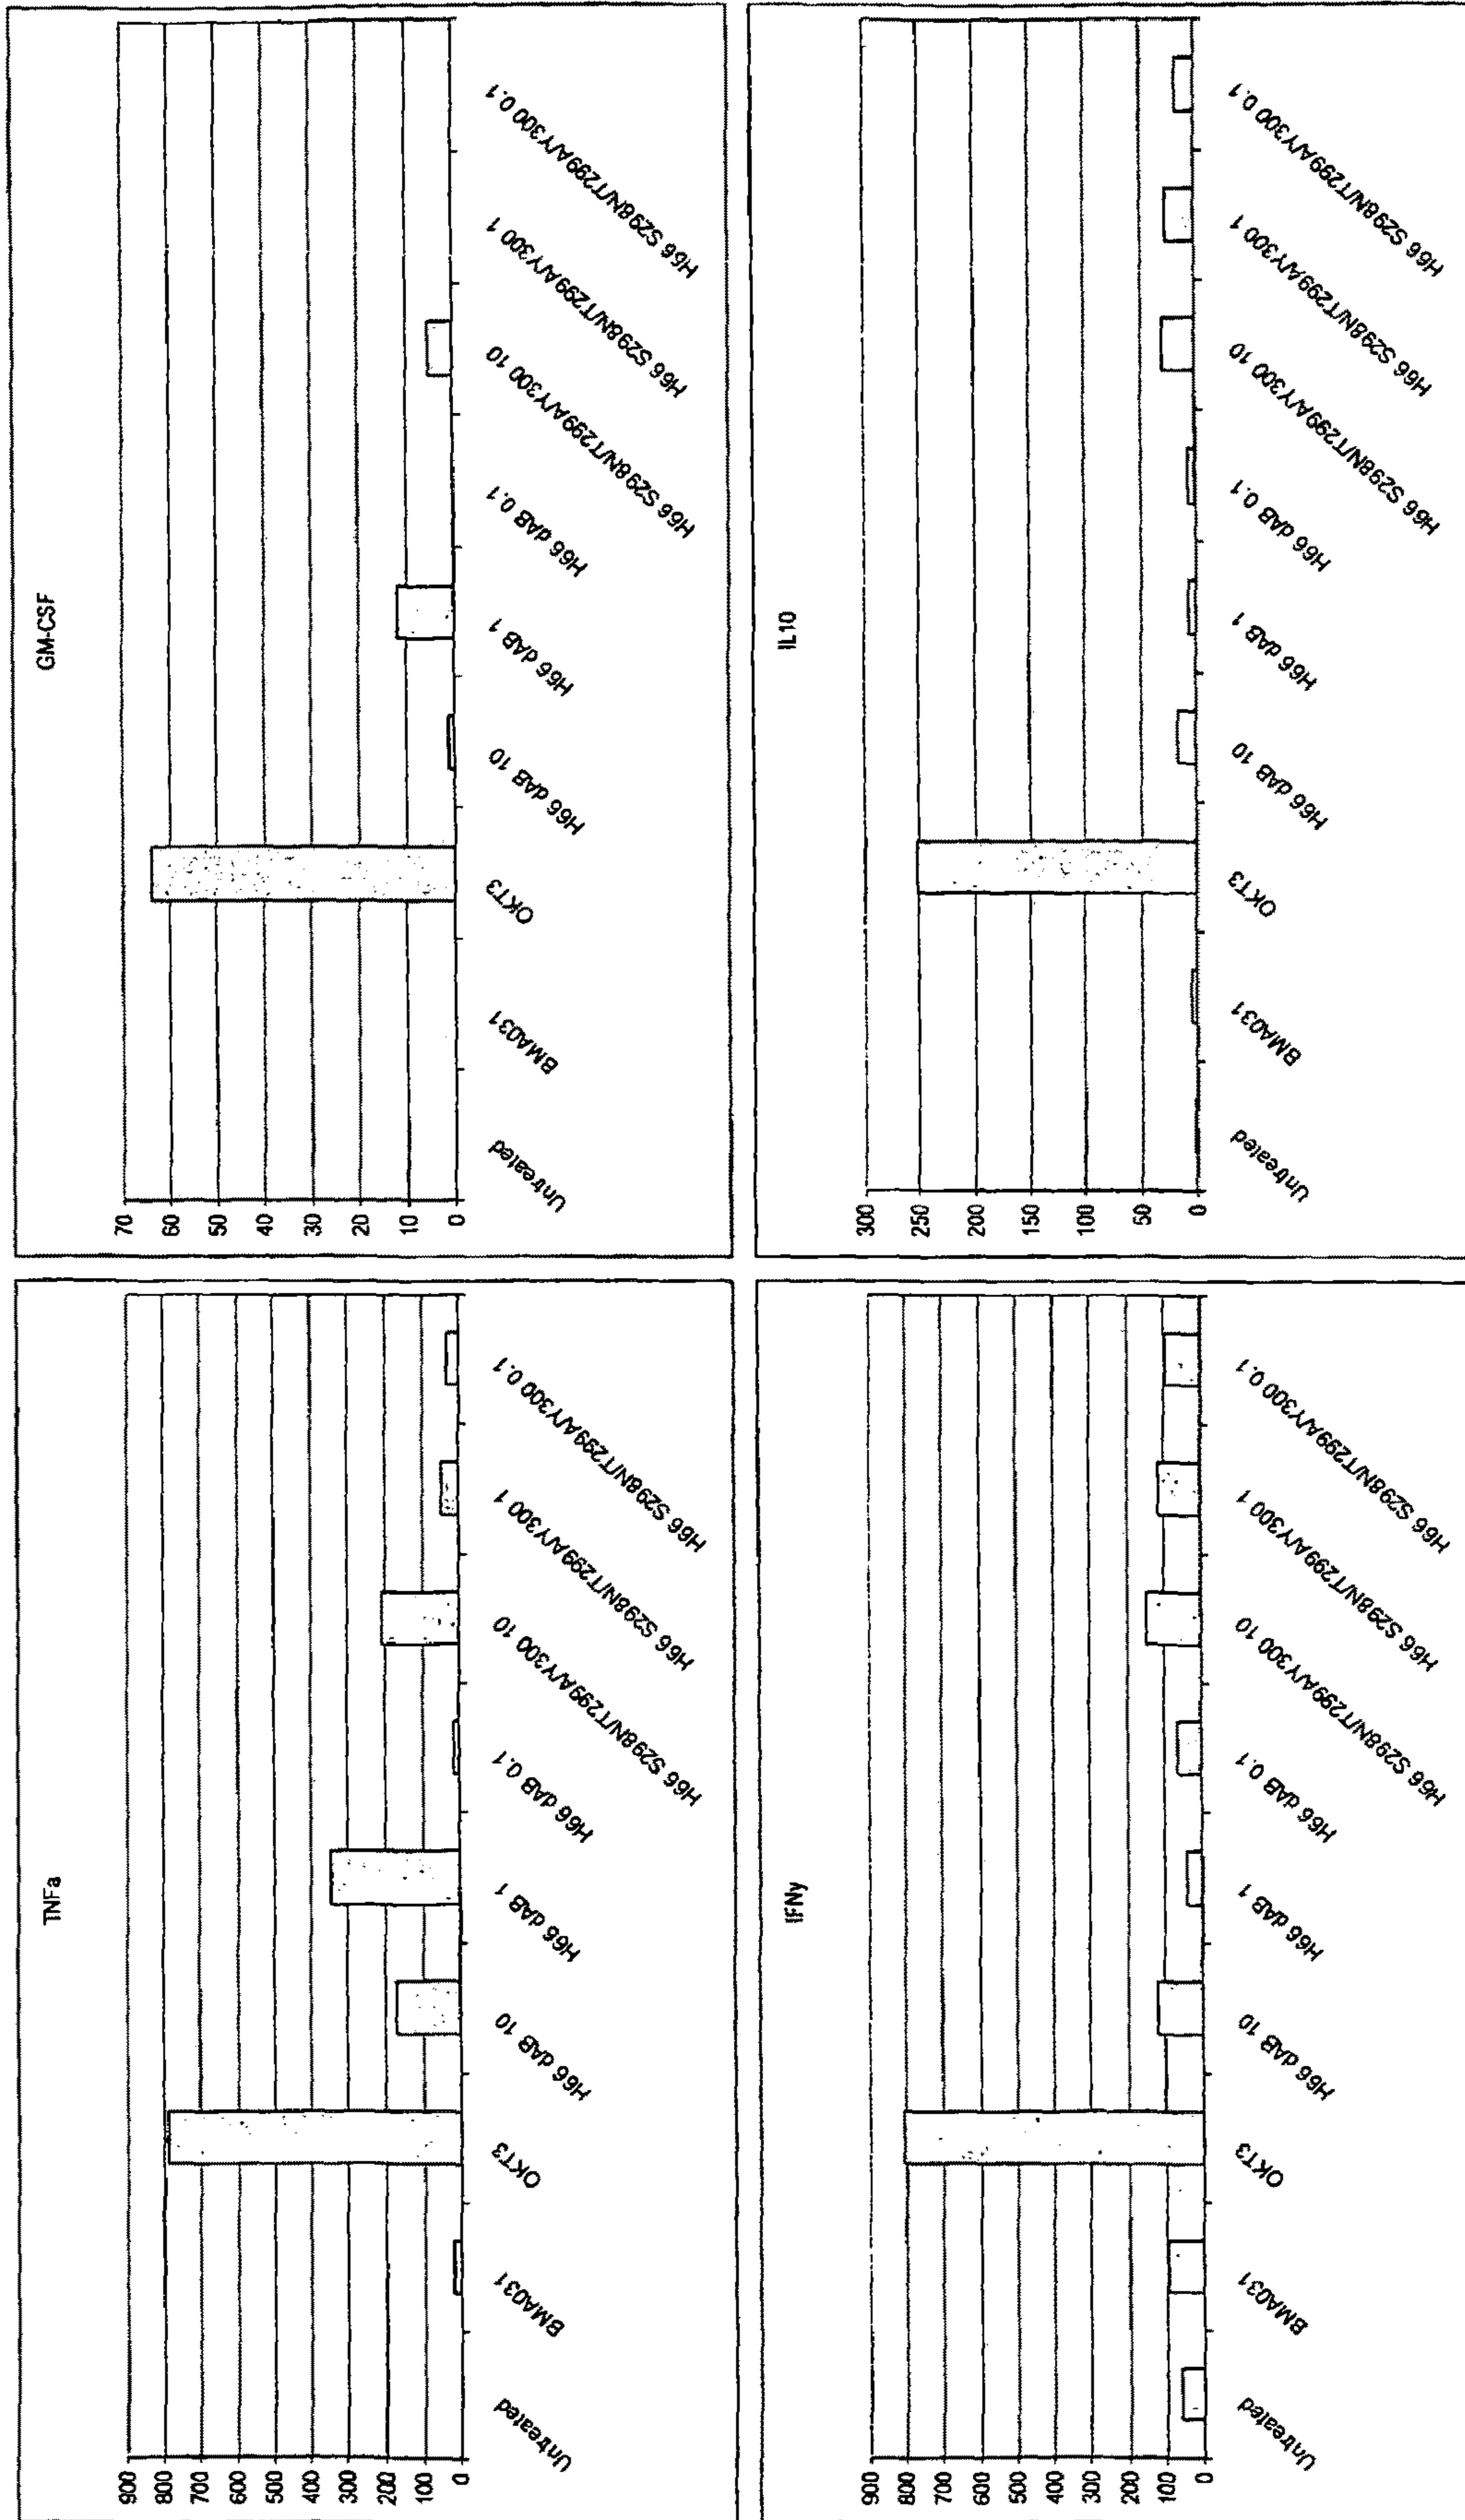 TNFa
900
800
700
600
500
400
300
200
100
0
Untreated
BMA031
OKT3
H66 dAB 10
H66 dAB 1
H66 dAB 0.1
H66 S298N/T299A/Y300 10
H66 S298N/T299A/Y300 1
H66 S298N/T299A/Y300 0.1
GM-CSF
70
60
50
40
30
20
10
0
Untreated
BMA031
OKT3
H66 dAB 10
H66 dAB 1
H66 dAB 0.1
H66 S298N/T299A/Y300 10
H66 S298N/T299A/Y300 1
H66 S298N/T299A/Y300 0.1
IFNy
900
800
700
600
500
400
300
200
100
0
Untreated
BMA031
OKT3
H66 dAB 10
H66 dAB 1
H66 dAB 0.1
H66 S298N/T299A/Y300 10
H66 S298N/T299A/Y300 1
H66 S298N/T299A/Y300 0.1
IL10
300
250
200
150
100
50
0
Untreated
BMA031
OKT3
H66 dAB 10
H66 dAB 1
H66 dAB 0.1
H66 S298N/T299A/Y300 10
H66 S298N/T299A/Y300 1
H66 S298N/T299A/Y300 0.1